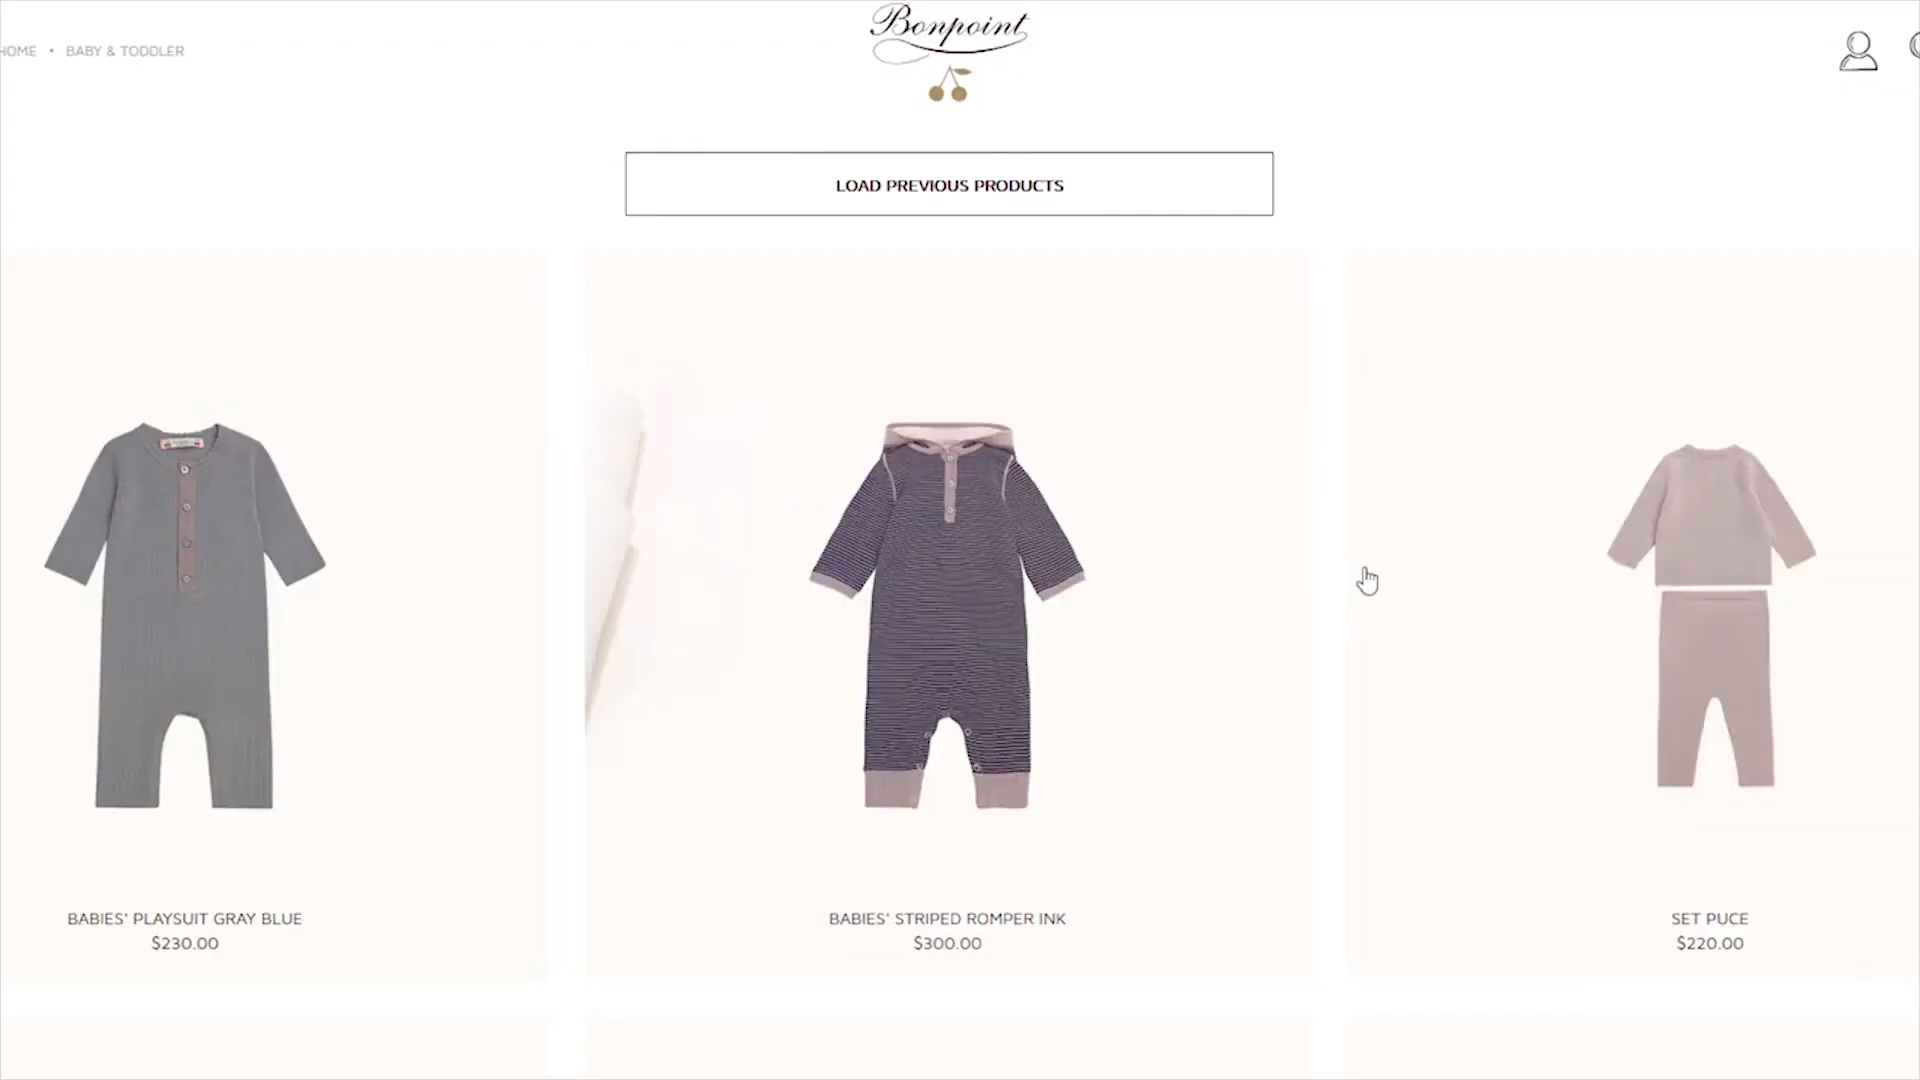 Bonpoint
HOME • BABY & TODDLER
LOAD PREVIOUS PRODUCTS
BABIES' PLAYSUIT GRAY BLUE
$230.00
BABIES' STRIPED ROMPER INK
$300.00
SET PUCE
$220.00